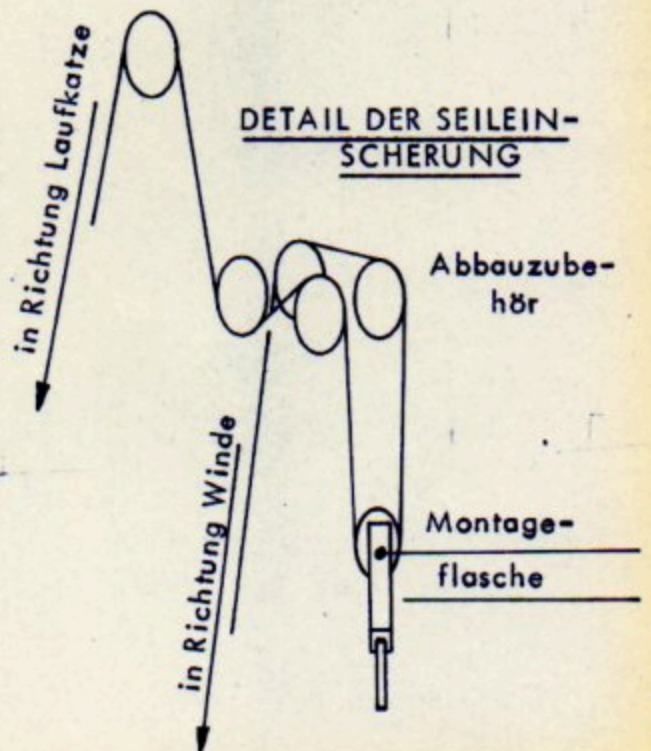 in Richtung Laufkatze
DETAIL DER SEILEIN-
SCHERUNG
Abbauzube-
hör
in Richtung Winde
Montage-
flasche